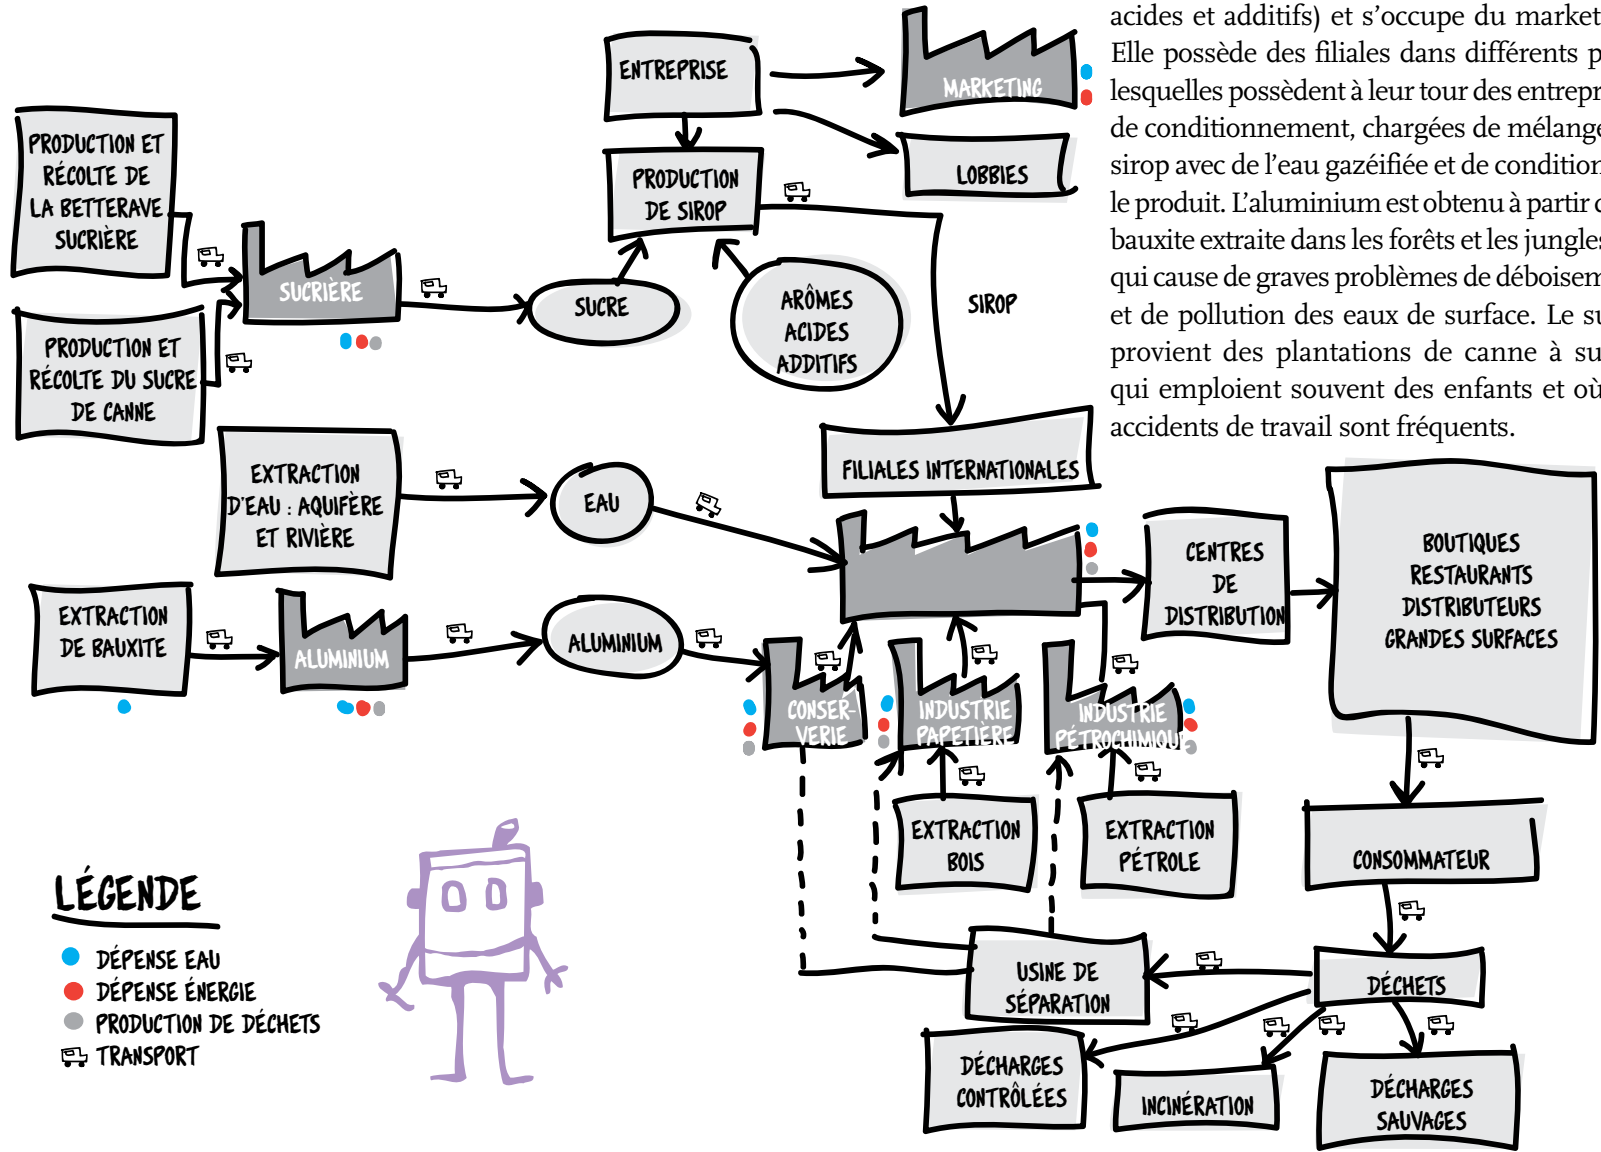 acides et additifs) et s’occupe du market
Elle possède des filiales dans différents p
lesquelles possèdent à leur tour des entrepr
de conditionnement, chargées de mélange
sirop avec de l’eau gazéifiée et de condition
le produit. L’aluminium est obtenu à partir d
bauxite extraite dans les forêts et les jungles
qui cause de graves problèmes de déboisem
et de pollution des eaux de surface. Le su
provient des plantations de canne à su
qui emploient souvent des enfants et où
accidents de travail sont fréquents.
ENTREPRISE
MARKETING
LOBBIES
PRODUCTION ET
RÉCOLTE DE
LA BETTERAVE
SUCRIÈRE
PRODUCTION
DE SIROP
SUCRIÈRE
SUCRE
ARÔMES
ACIDES
ADDITIFS
SIROP
PRODUCTION ET
RÉCOLTE DU SUCRE
DE CANNE
EXTRACTION
D'EAU : AQUIFÈRE
ET RIVIÈRE
EAU
FILIALES INTERNATIONALES
CENTRES
DE
DISTRIBUTION
BOUTIQUES
RESTAURANTS
DISTRIBUTEURS
GRANDES SURFACES
EXTRACTION
DE BAUXITE
ALUMINIUM
ALUMINIUM
CONSER-
VERIE
INDUSTRIE
PAPETIÈRE
INDUSTRIE
PÉTROCHIMIQUE
EXTRACTION
BOIS
EXTRACTION
PÉTROLE
CONSOMMATEUR
USINE DE
SÉPARATION
DÉCHETS
DÉCHARGES
CONTRÔLÉES
INCINÉRATION
DÉCHARGES
SAUVAGES
LÉGENDE
DÉPENSE EAU
DÉPENSE ÉNERGIE
PRODUCTION DE DÉCHETS
TRANSPORT